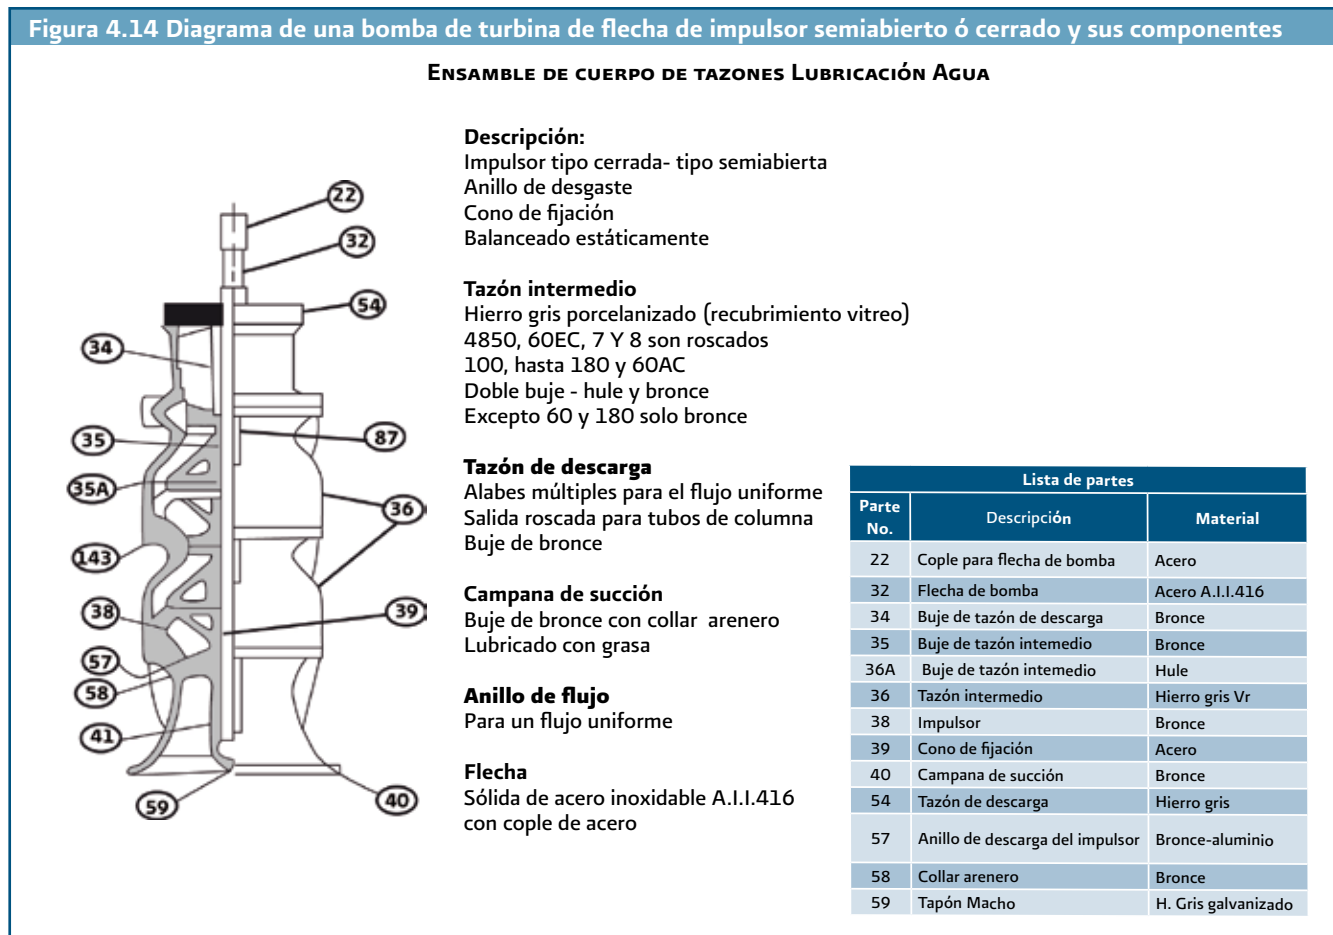 Figura 4.14 Diagrama de una bomba de turbina de flecha de impulsor semiabierto ó cerrado y sus componentes
Ensamble de cuerpo de tazones Lubricación Agua
22
32
54
34
35
87
35A
36
143
38
39
57
58
41
59
40
Descripción:
Impulsor tipo cerrada- tipo semiabierta
Anillo de desgaste
Cono de fijación
Balanceado estáticamente
Tazón intermedio
Hierro gris porcelanizado (recubrimiento vitreo)
4850, 60EC, 7 Y 8 son roscados
100, hasta 180 y 60AC
Doble buje - hule y bronce
Excepto 60 y 180 solo bronce
Tazón de descarga
Alabes múltiples para el flujo uniforme
Salida roscada para tubos de columna
Buje de bronce
Campana de succión
Buje de bronce con collar arenero
Lubricado con grasa
Anillo de flujo
Para un flujo uniforme
Flecha
Sólida de acero inoxidable A.I.I.416
con cople de acero
Lista de partes
Parte No. Descripción Material
22 Cople para flecha de bomba Acero
32 Flecha de bomba Acero A.I.I.416
34 Buje de tazón de descarga Bronce
35 Buje de tazón intemedio Bronce
36A Buje de tazón intemedio Hule
36 Tazón intermedio Hierro gris Vr
38 Impulsor Bronce
39 Cono de fijación Acero
40 Campana de succión Bronce
54 Tazón de descarga Hierro gris
57 Anillo de descarga del impulsor Bronce-aluminio
58 Collar arenero Bronce
59 Tapón Macho H. Gris galvanizado